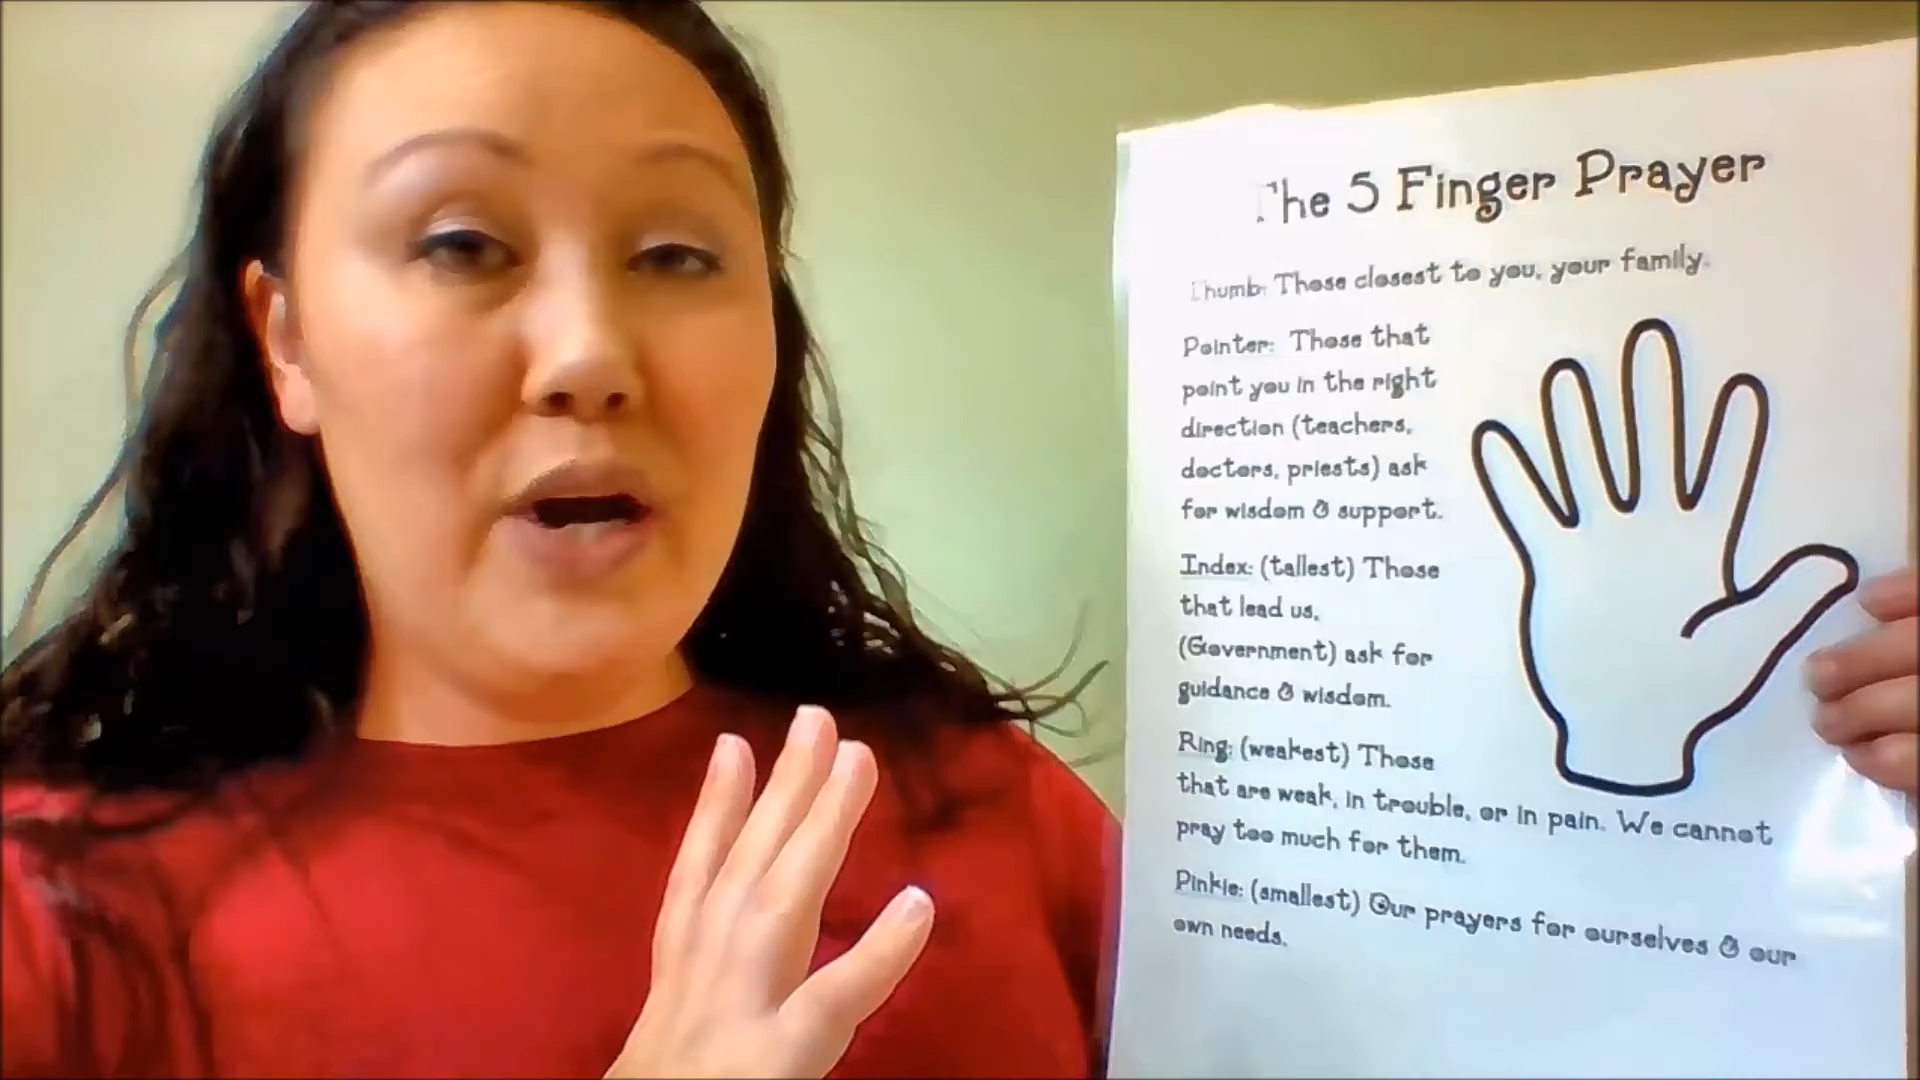 The 5 Finger Prayer
Thumb: Those closest to you, your family.
Pointer: Those that
point you in the right
direction (teachers,
doctors, priests) ask
for wisdom & support.
Index: (tallest) Those
that lead us,
(Government) ask for
guidance & wisdom.
Ring: (weakest) Those
that are weak, in trouble, or in pain. We cannot
pray too much for them.
Pinkie: (smallest) Our prayers for ourselves & our
own needs.